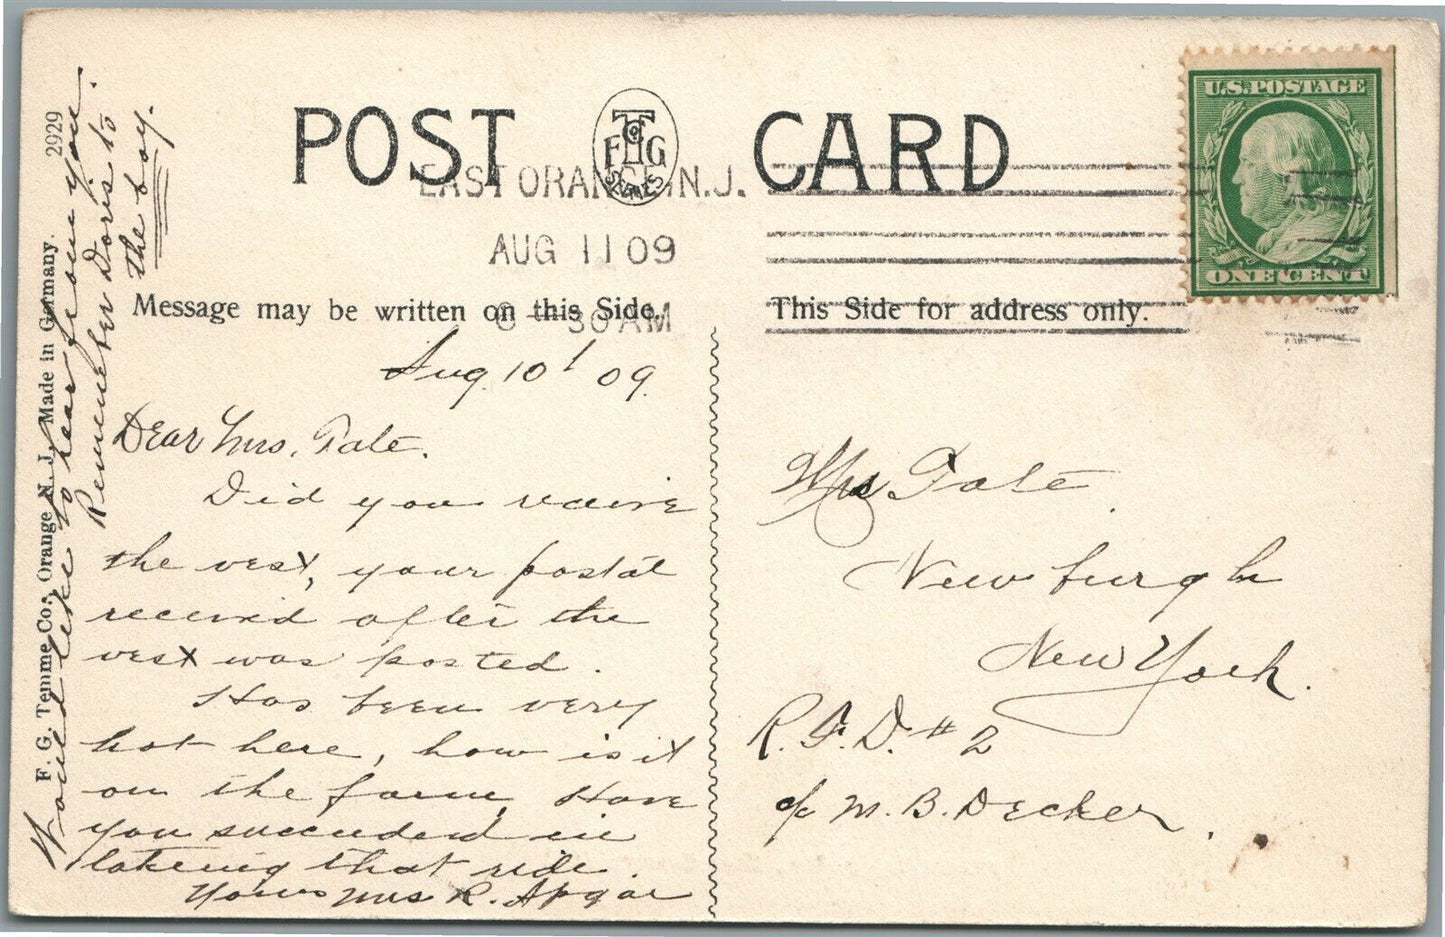 POST CARD
F T G Co
EAST ORANGE N.J.
AUG 11 09
30 AM
U.S. POSTAGE
ONE CENT
Message may be written on this Side.
This Side for address only.
2929
F. G. Temme Co., Orange N. J. Made in Germany.
Aug. 10 09.
Dear Mrs. Tate.
Did you receive
the vest, your postal
received after the
vest was posted.
Has been very
hot here, how is it
on the farm, Have
you succeeded in
takeing that ride.
Yours Mrs R. Apgar
Would like to hear from you.
Remember Doris to
the boy.
Mrs Tate
Newburgh
New York.
R.F.D. #2
c/o M. B. Decker.